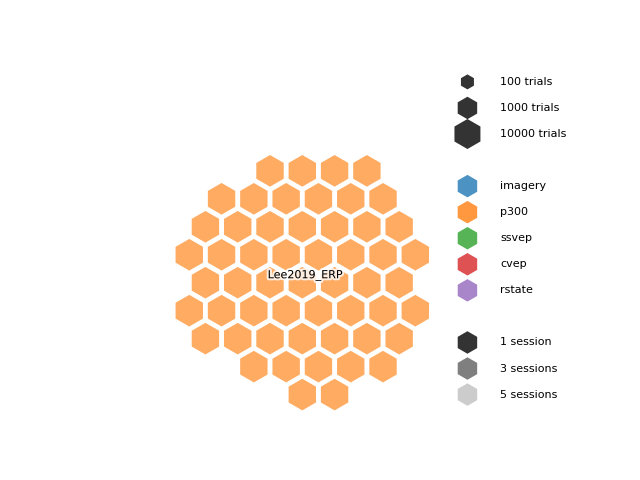 100 trials
1000 trials
10000 trials
imagery
p300
ssvep
cvep
rstate
1 session
3 sessions
5 sessions
Lee2019_ERP